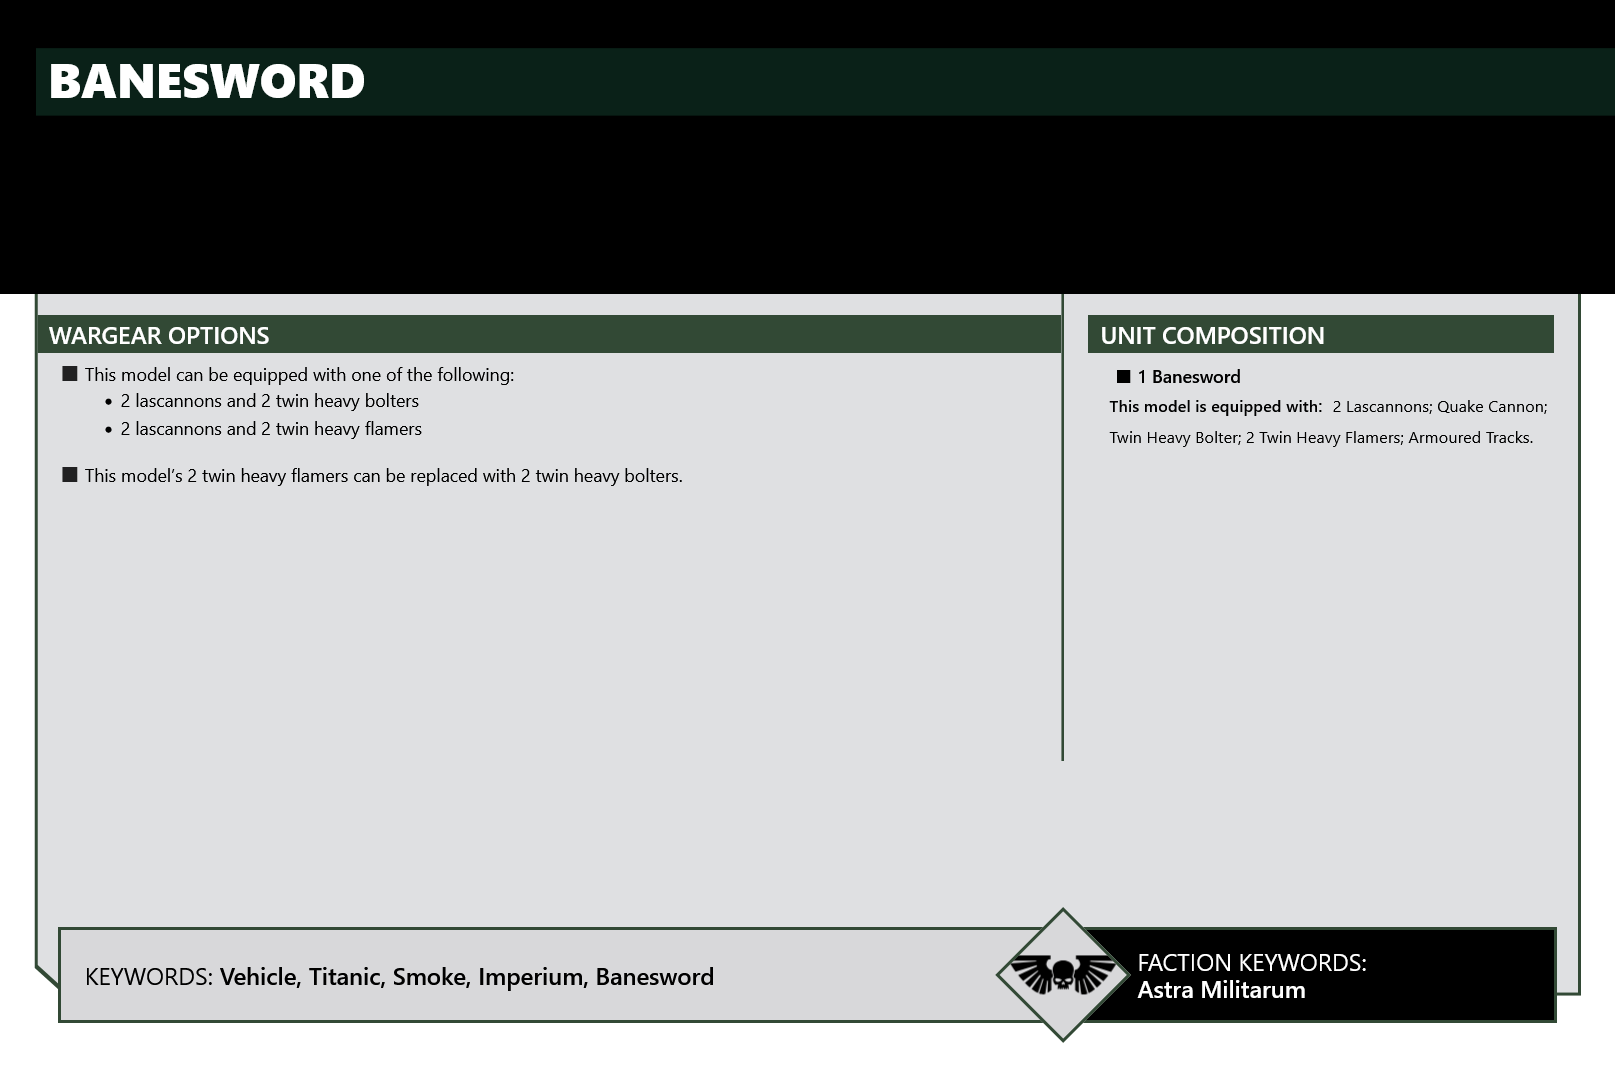 BANESWORD
WARGEAR OPTIONS
■ This model can be equipped with one of the following:
• 2 lascannons and 2 twin heavy bolters
• 2 lascannons and 2 twin heavy flamers
■ This model's 2 twin heavy flamers can be replaced with 2 twin heavy bolters.
UNIT COMPOSITION
■ 1 Banesword
This model is equipped with: 2 Lascannons; Quake Cannon;
Twin Heavy Bolter; 2 Twin Heavy Flamers; Armoured Tracks.
KEYWORDS: Vehicle, Titanic, Smoke, Imperium, Banesword
FACTION KEYWORDS:
Astra Militarum